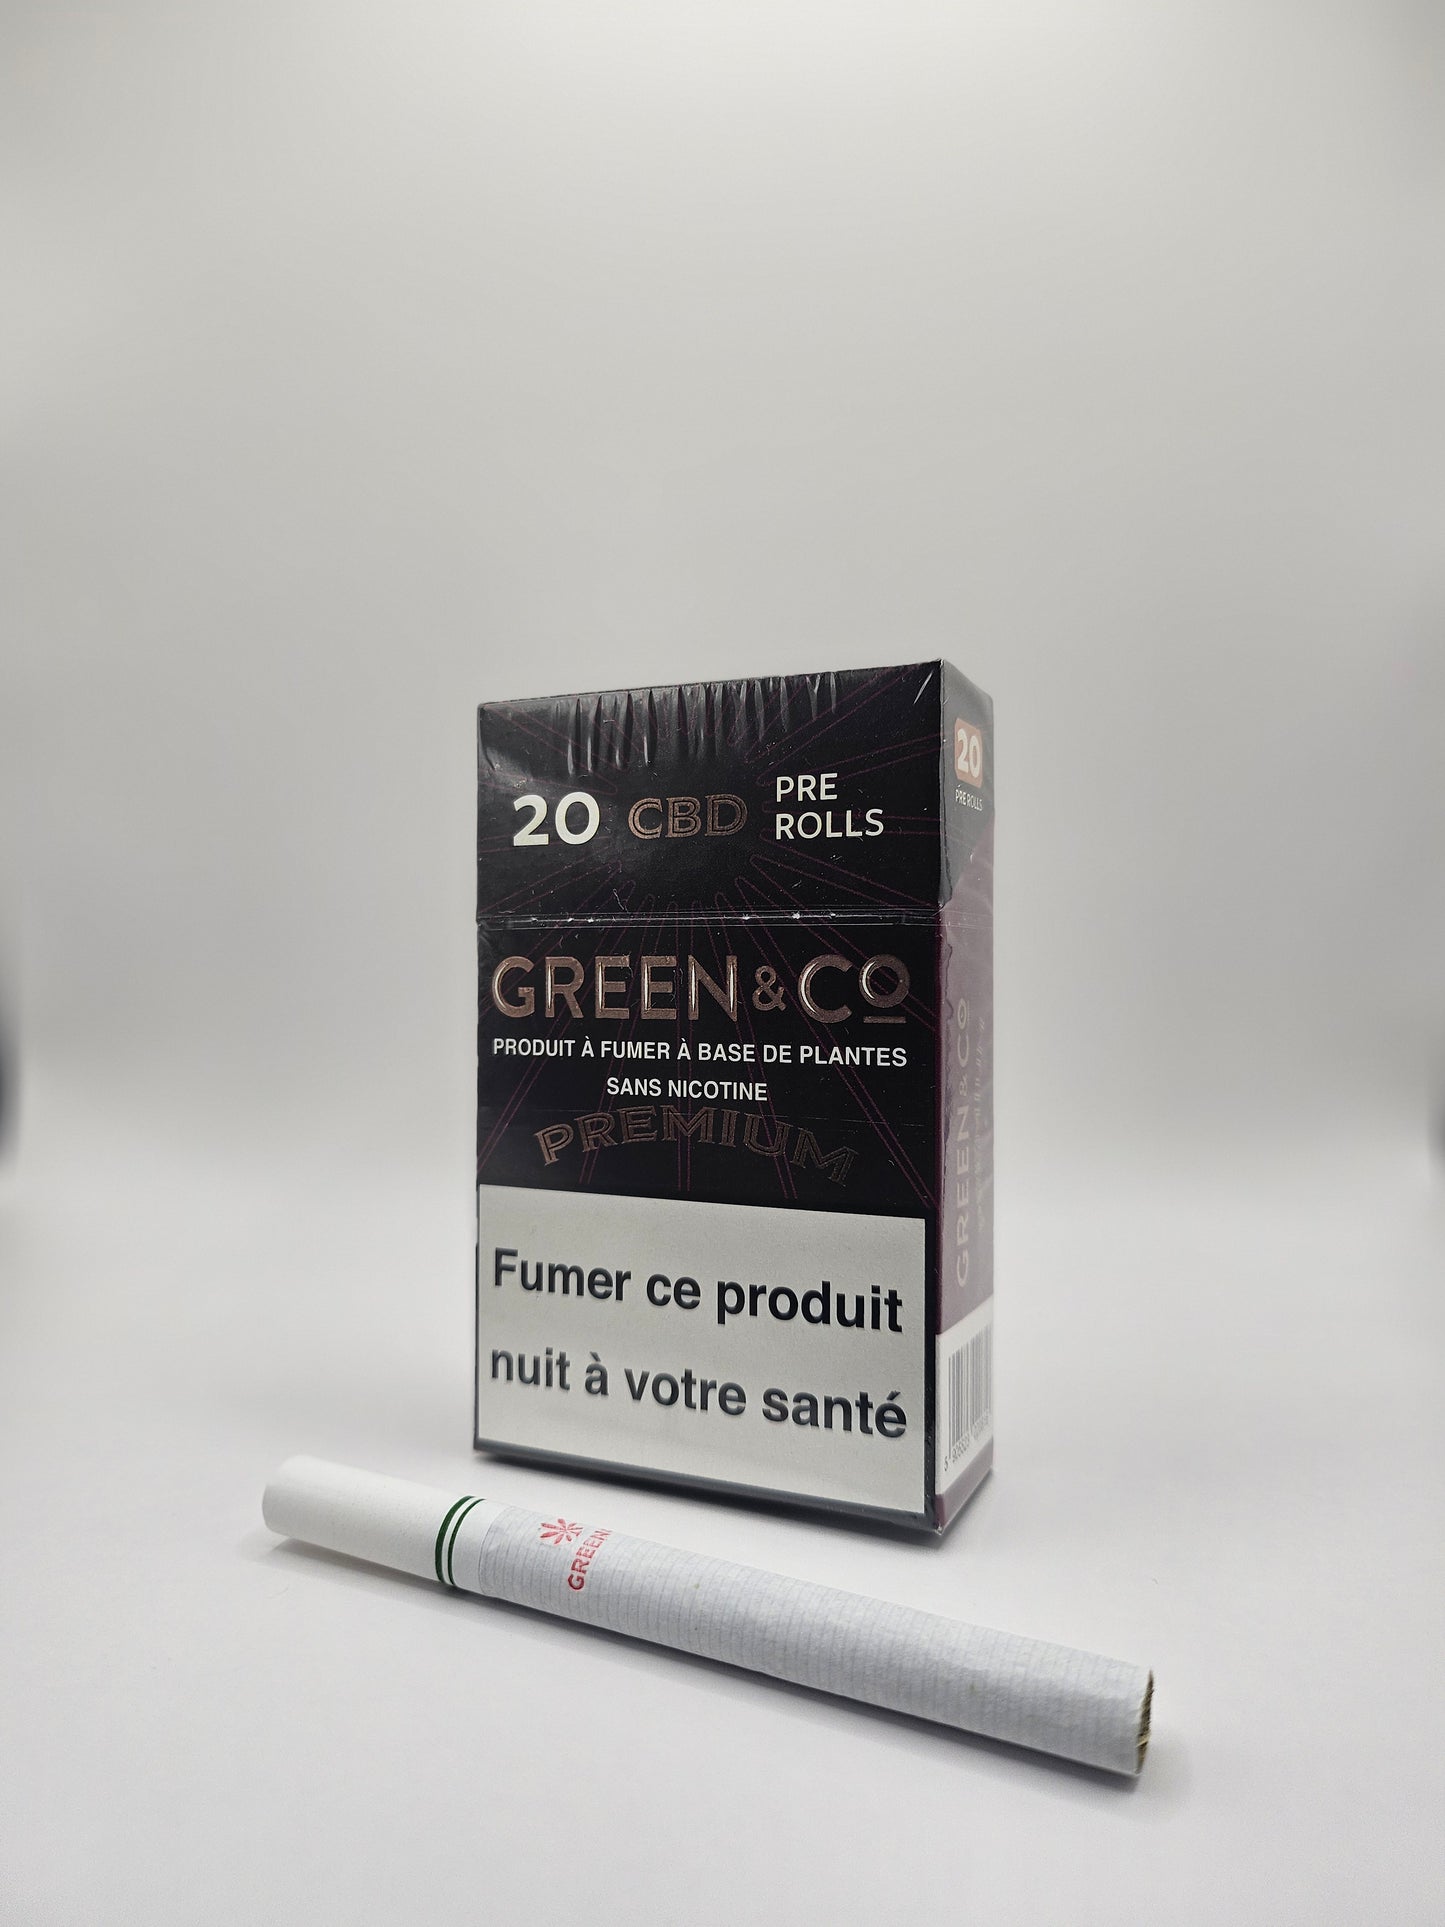 20 CBD PRE ROLLS
GREEN & CO
PRODUIT À FUMER À BASE DE PLANTES
SANS NICOTINE
PREMIUM
Fumer ce produit
nuit à votre santé
20
PRE ROLLS
GREEN & CO
GREEN